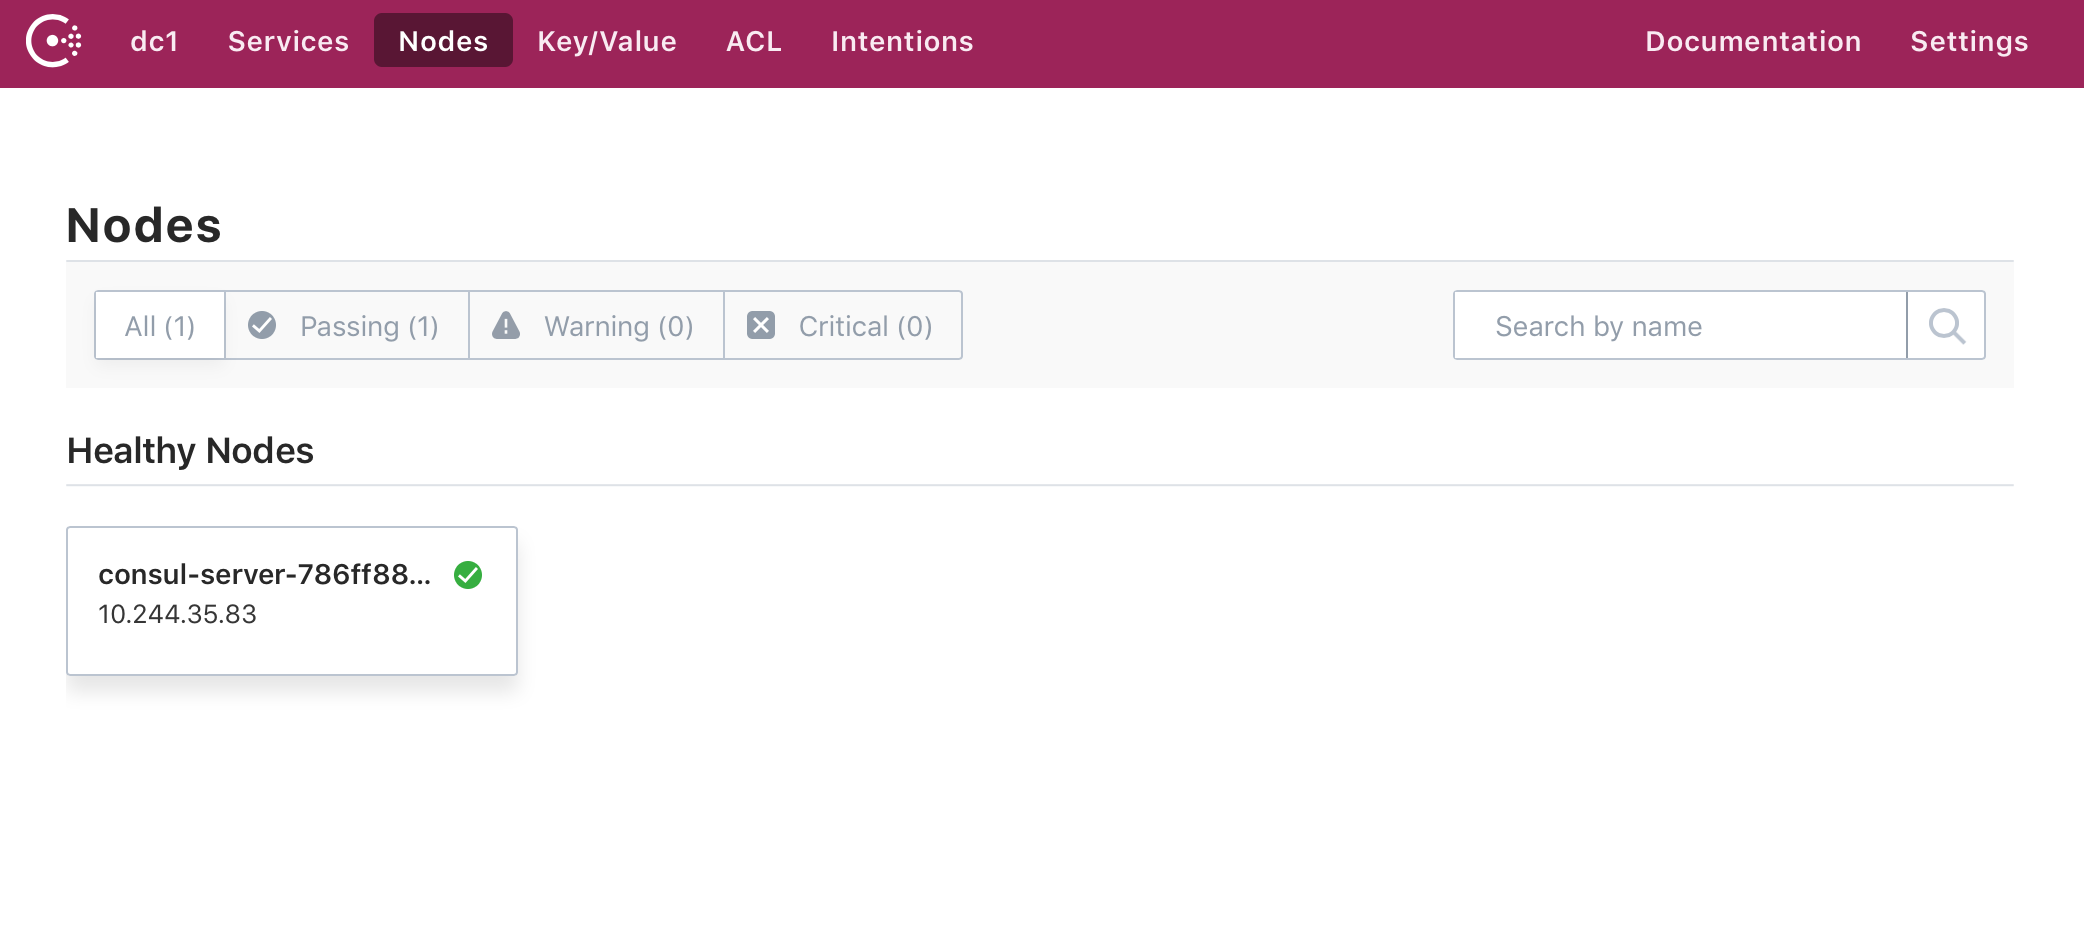 dc1 Services Nodes Key/Value ACL Intentions Documentation Settings
Nodes
All (1) Passing (1) Warning (0) Critical (0) Search by name
Healthy Nodes
consul-server-786ff88...
10.244.35.83